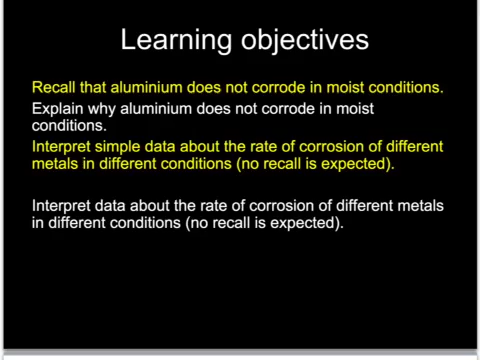 Learning objectives
Recall that aluminium does not corrode in moist conditions.
Explain why aluminium does not corrode in moist
conditions.
Interpret simple data about the rate of corrosion of different
metals in different conditions (no recall is expected).
Interpret data about the rate of corrosion of different metals
in different conditions (no recall is expected).